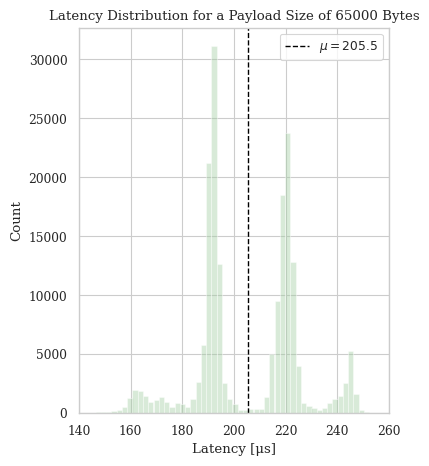 Latency Distribution for a Payload Size of 65000 Bytes
μ = 205.5
30000
25000
20000
15000
10000
5000
0
Count
140 160 180 200 220 240 260
Latency [μs]